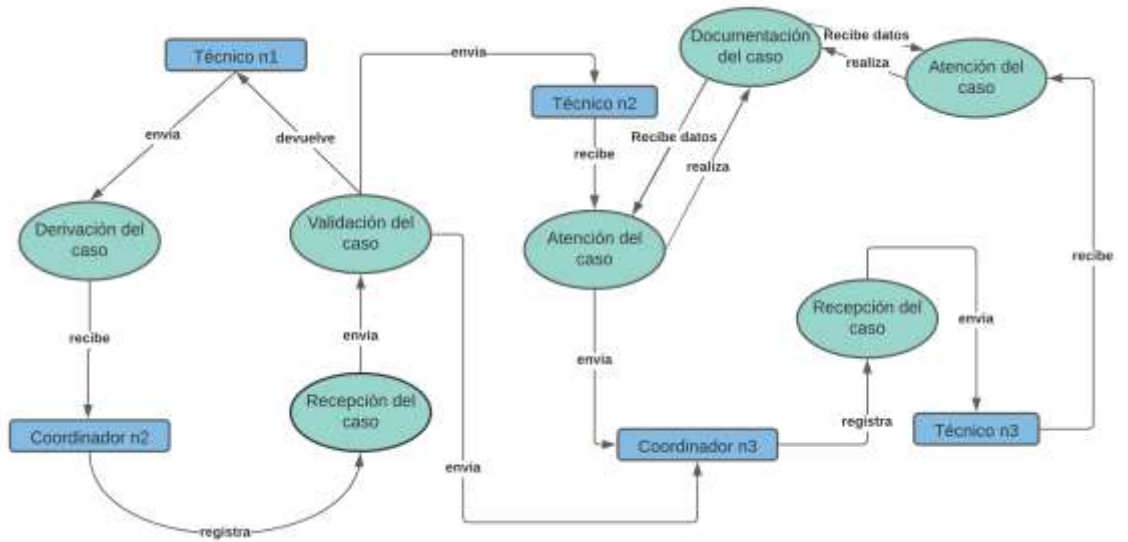 Técnico n1
envia
devuelve
envia
Técnico n2
recibe
Documentación
del caso
Recibe datos
realiza
Atención del
caso
Recibe datos
realiza
Derivación del
caso
Validación del
caso
Atención del
caso
recibe
recibe
envia
envia
Recepción del
caso
envia
Coordinador n2
Recepción del
caso
registra
envia
Coordinador n3
registra
Técnico n3